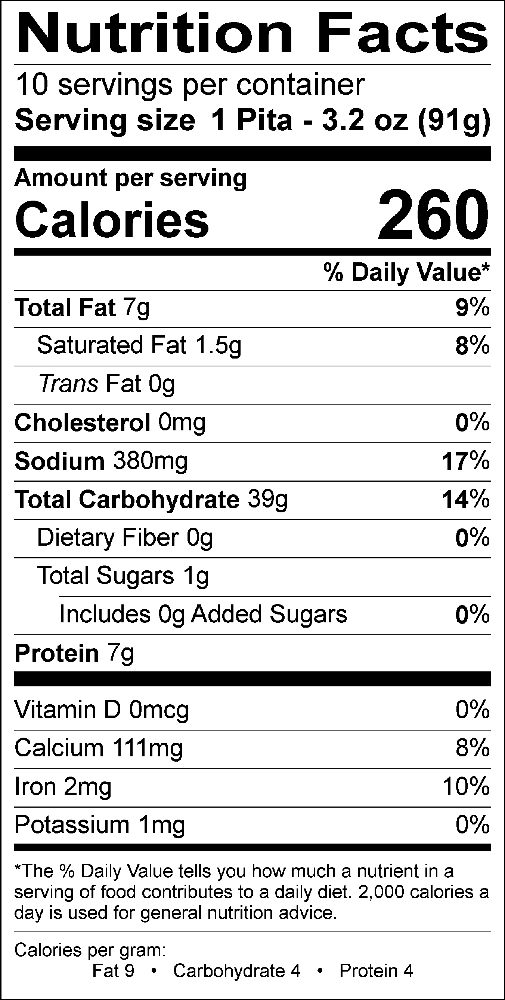 Nutrition Facts
10 servings per container
Serving size 1 Pita - 3.2 oz (91g)
Amount per serving
Calories 260
% Daily Value*
Total Fat 7g 9%
Saturated Fat 1.5g 8%
Trans Fat 0g
Cholesterol 0mg 0%
Sodium 380mg 17%
Total Carbohydrate 39g 14%
Dietary Fiber 0g 0%
Total Sugars 1g
Includes 0g Added Sugars 0%
Protein 7g
Vitamin D 0mcg 0%
Calcium 111mg 8%
Iron 2mg 10%
Potassium 1mg 0%
*The % Daily Value tells you how much a nutrient in a
serving of food contributes to a daily diet. 2,000 calories a
day is used for general nutrition advice.
Calories per gram:
Fat 9 • Carbohydrate 4 • Protein 4